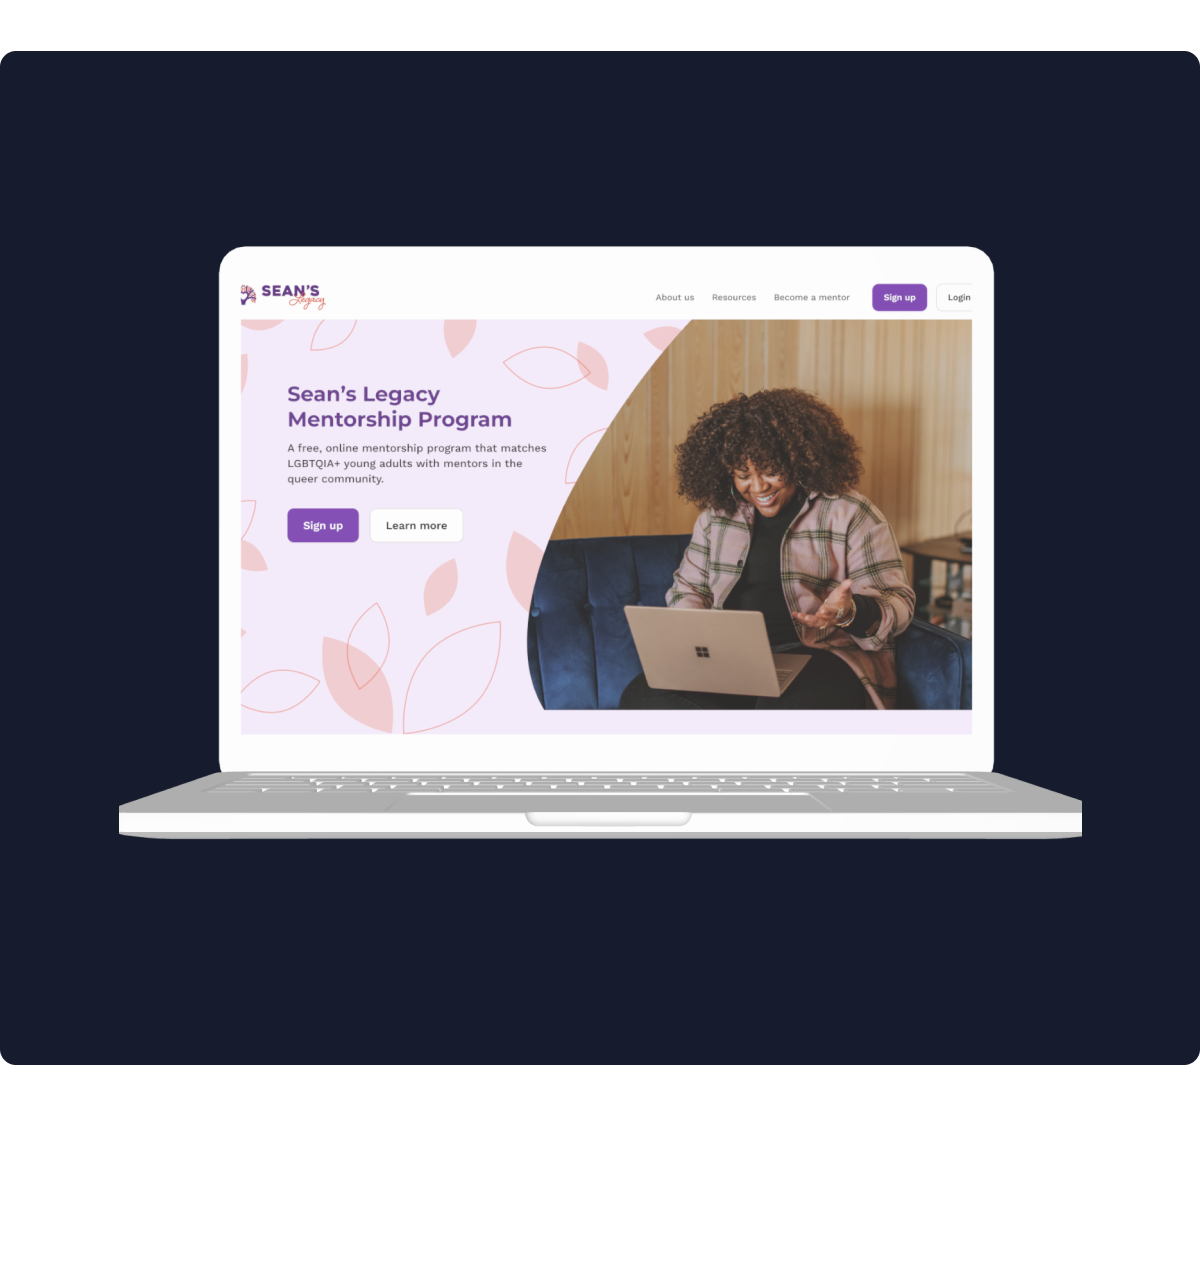 SEAN'S
Legacy
About us
Resources
Become a mentor
Sign up
Login
Sean's Legacy
Mentorship Program
A free, online mentorship program that matches
LGBTQIA+ young adults with mentors in the
queer community.
Sign up
Learn more